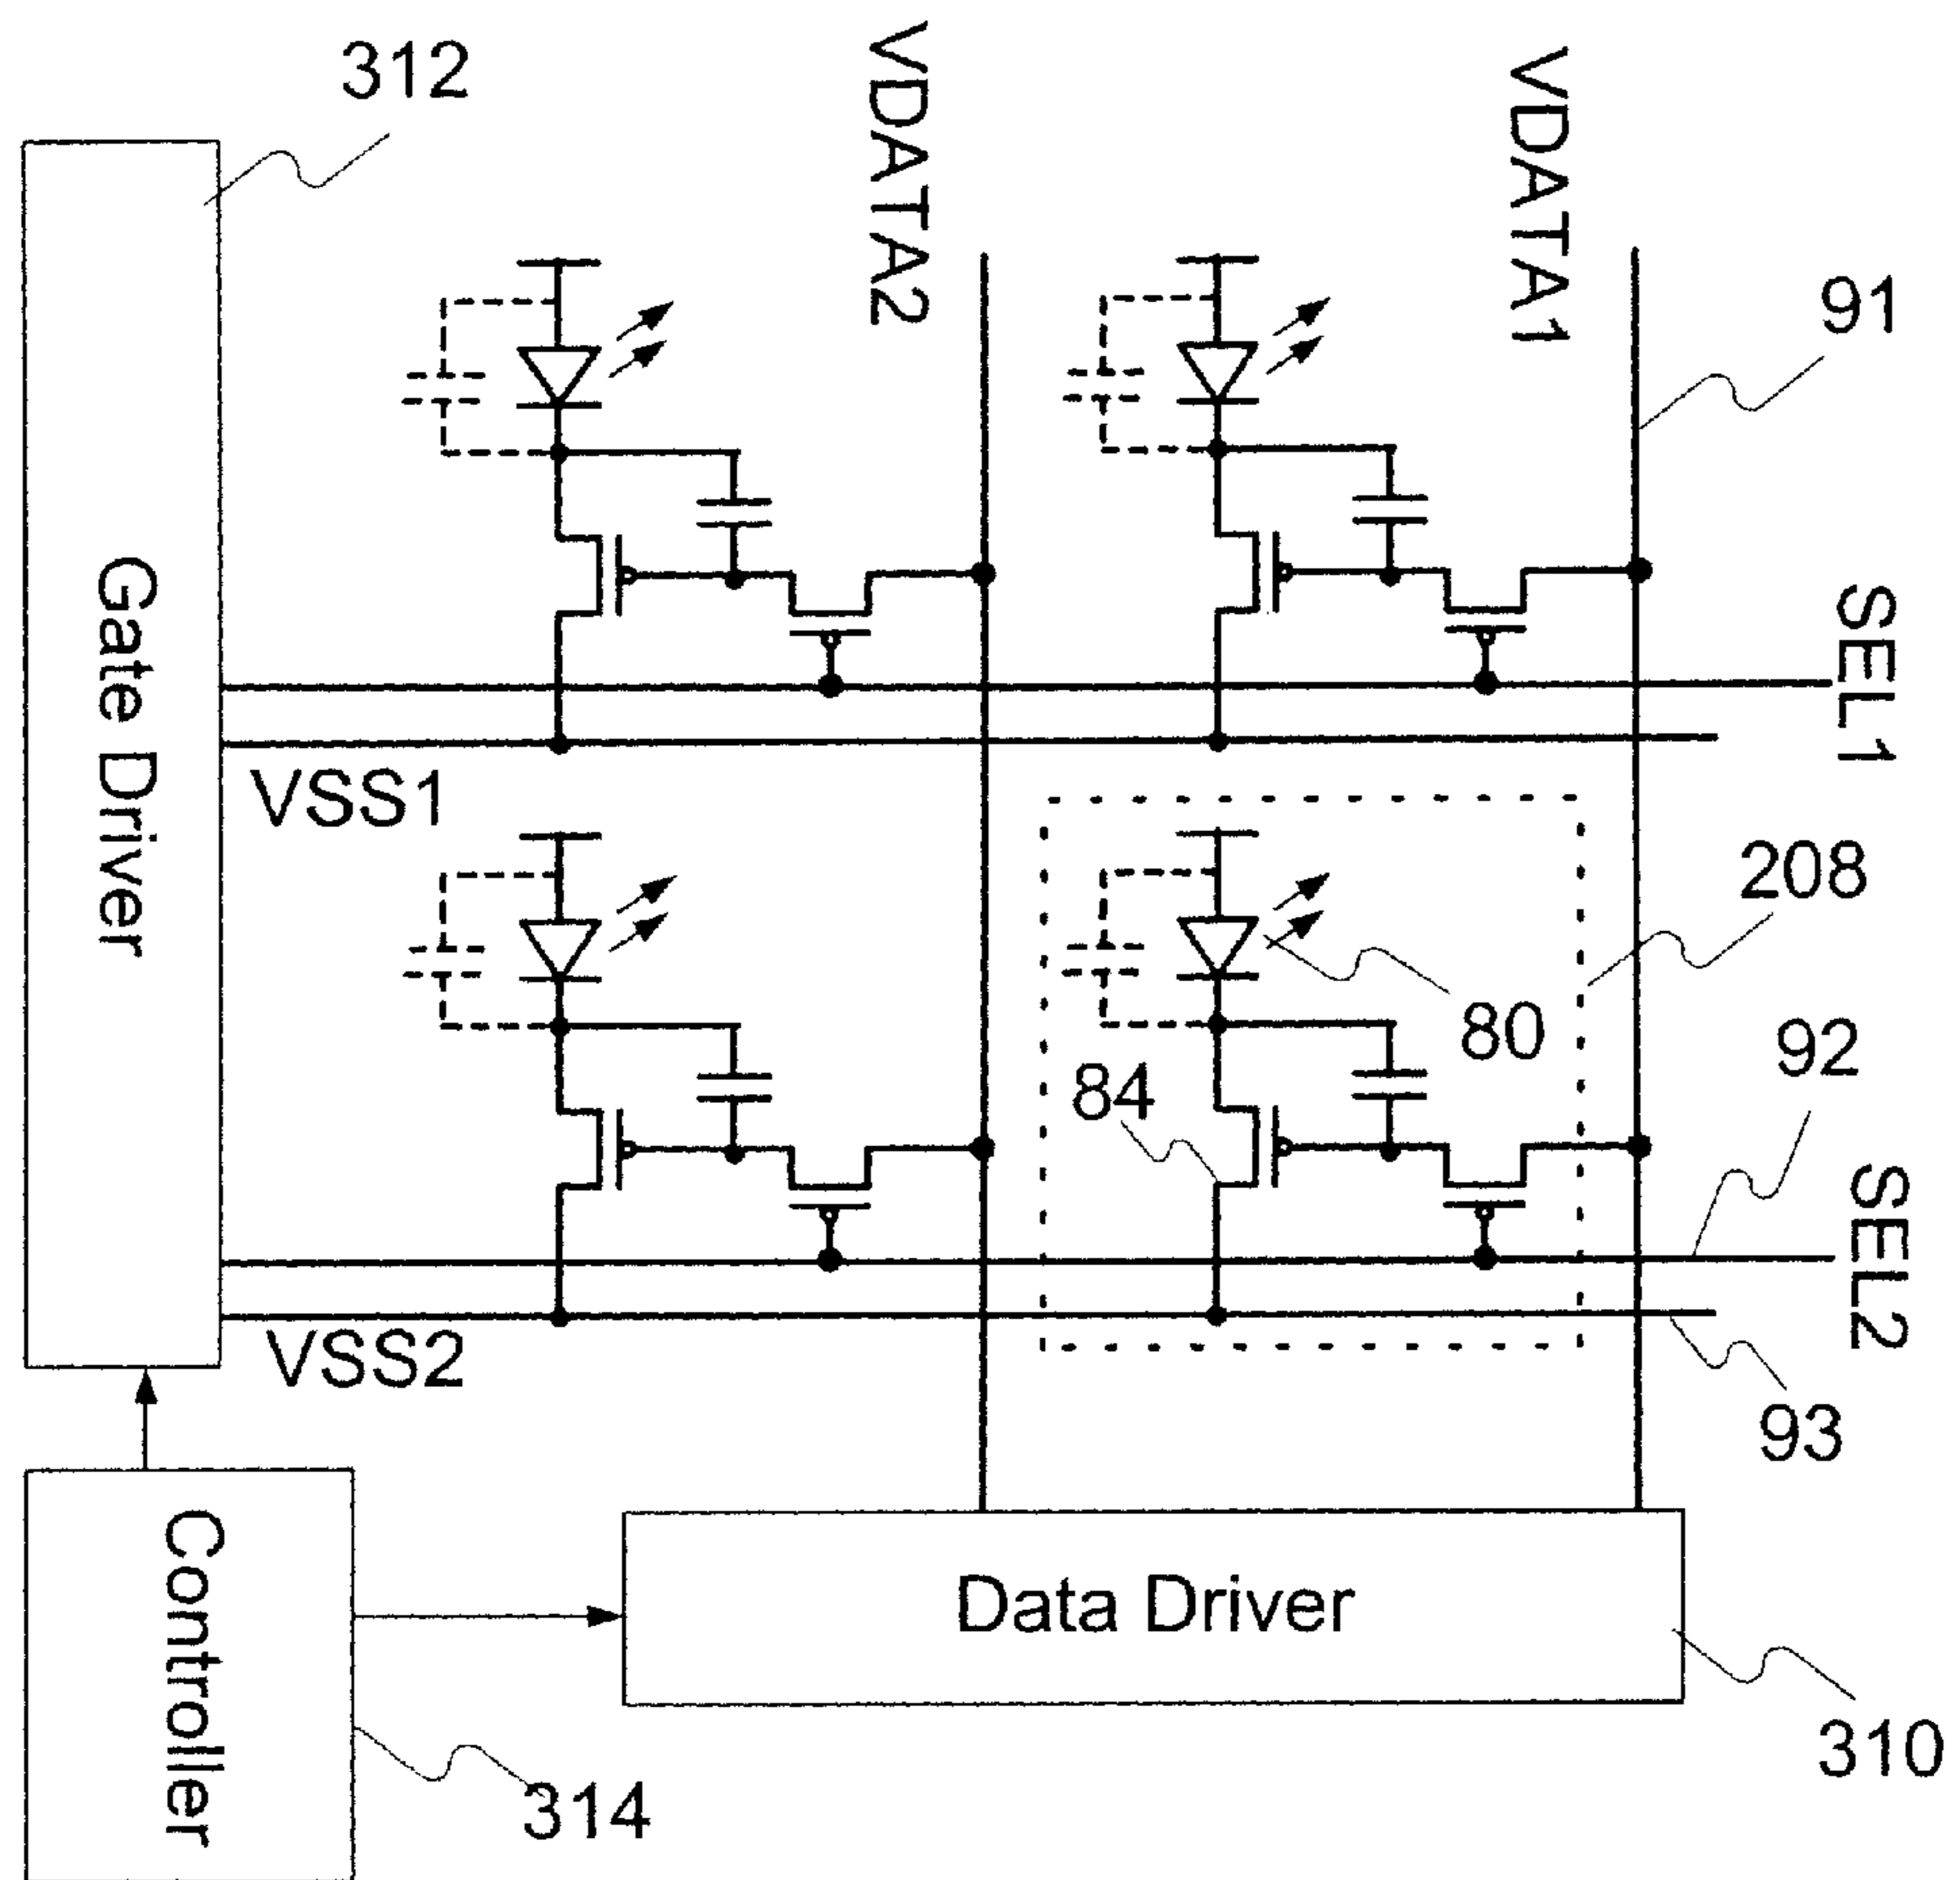 312
VDATA2
VDATA1
91
SEL1
Gate Driver
VSS1
208
80
92
84
SEL2
VSS2
93
Controller
Data Driver
310
314